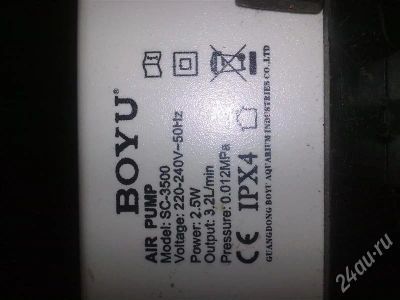 BOYU
AIR PUMP
Model: SC-3500
Voltage: 220-240V~50Hz
Power: 2.5W
Output: 3.2L/min
Pressure: 0.012MPa
CE IPX4
GUANGDONG BOYU AQUARIUM INDUSTRIES CO.,LTD
24au.ru